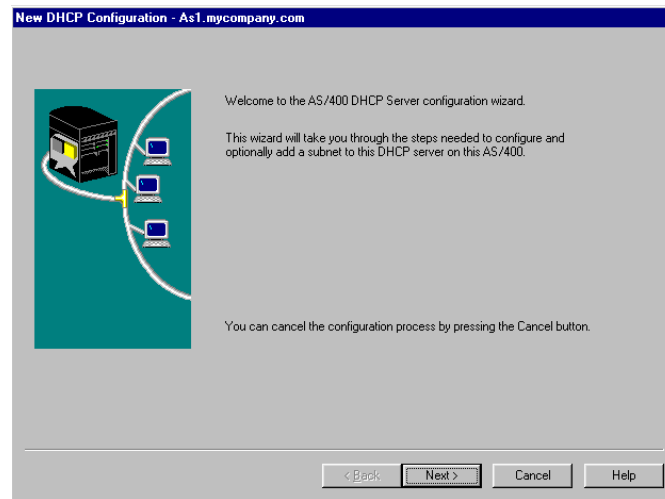 New DHCP Configuration - As1.mycompany.com
Welcome to the AS/400 DHCP Server configuration wizard.
This wizard will take you through the steps needed to configure and
optionally add a subnet to this DHCP server on this AS/400.
You can cancel the configuration process by pressing the Cancel button.
< Back
Next >
Cancel
Help